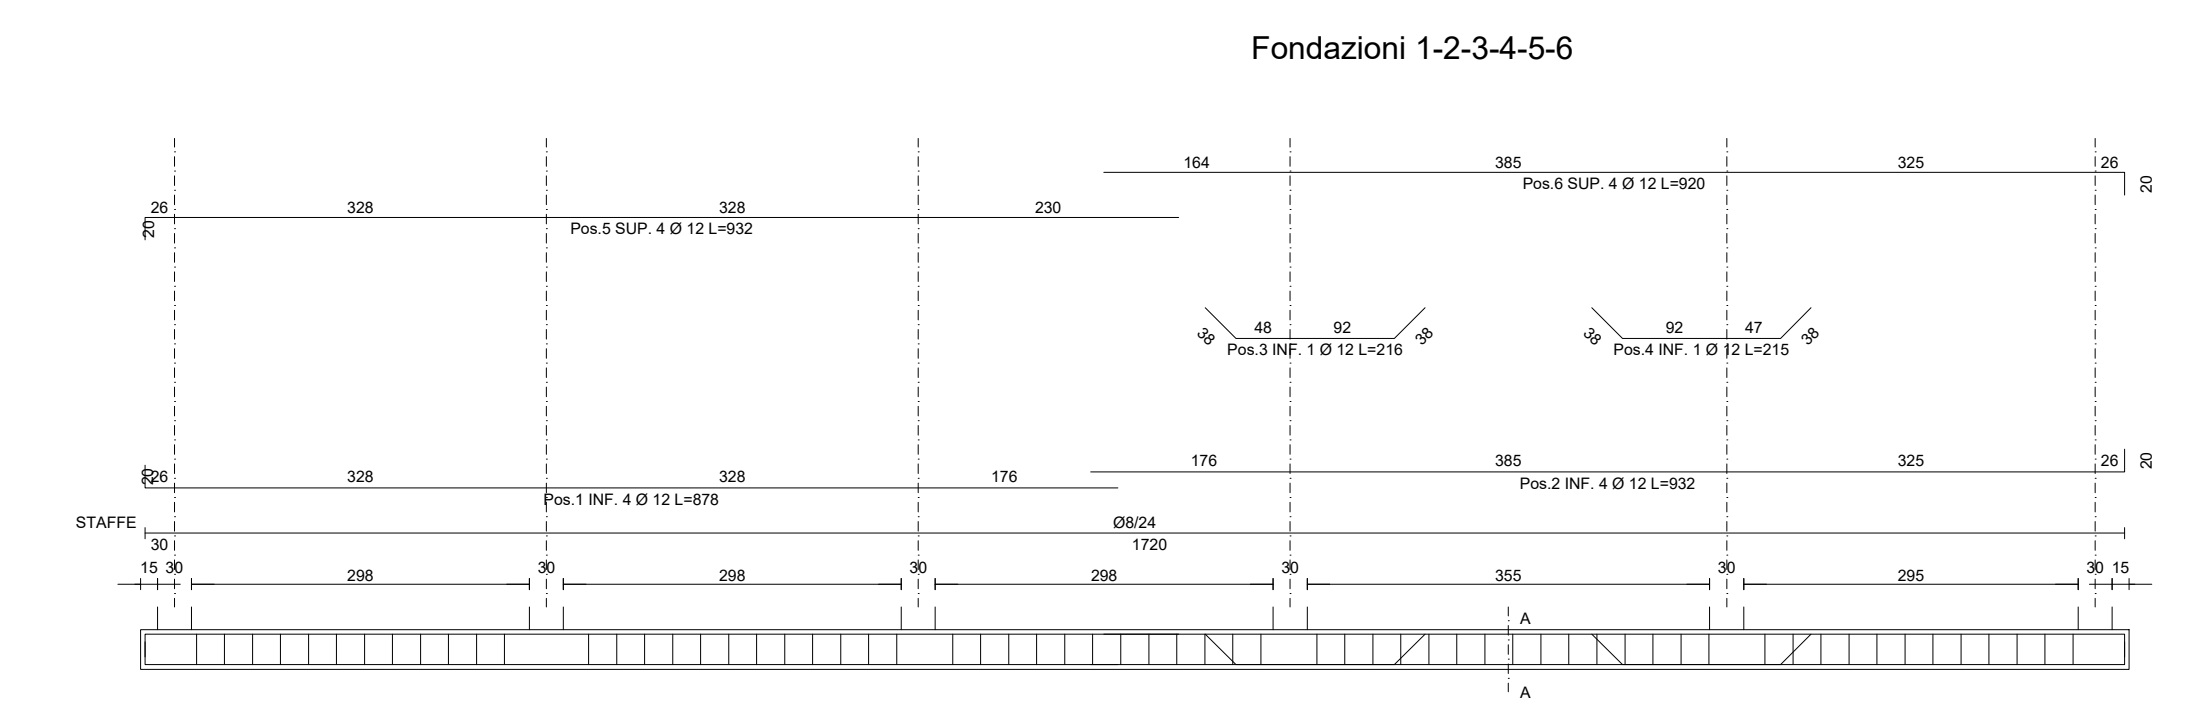 Fondazioni 1-2-3-4-5-6
164 385 325 26
Pos.6 SUP. 4 Ø 12 L=920 20
26 328 328 230
20 Pos.5 SUP. 4 Ø 12 L=932
48 92 92 47
38 38 38 38
Pos.3 INF. 1 Ø 12 L=216 Pos.4 INF. 1 Ø 12 L=215
176 385 325 26 20
20 26 328 328 176
Pos.2 INF. 4 Ø 12 L=932
Pos.1 INF. 4 Ø 12 L=878
STAFFE Ø8/24
30 1720
15 30 30 30 30 30 30 15
298 298 298 355 295
A
A